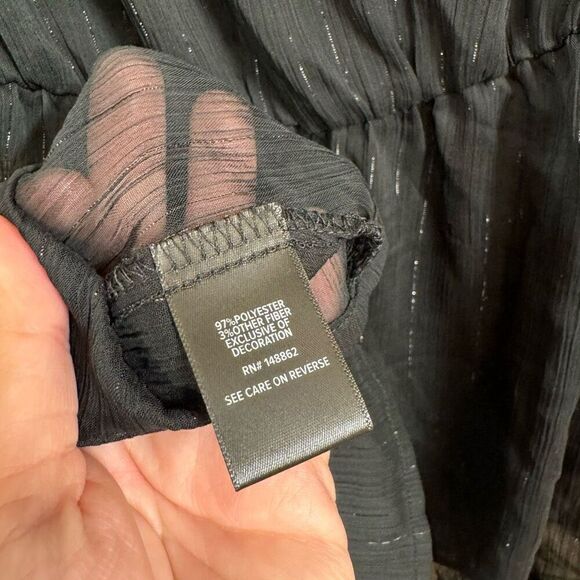 97%POLYESTER
3%OTHER FIBER
EXCLUSIVE OF
DECORATION
RN# 148862
SEE CARE ON REVERSE